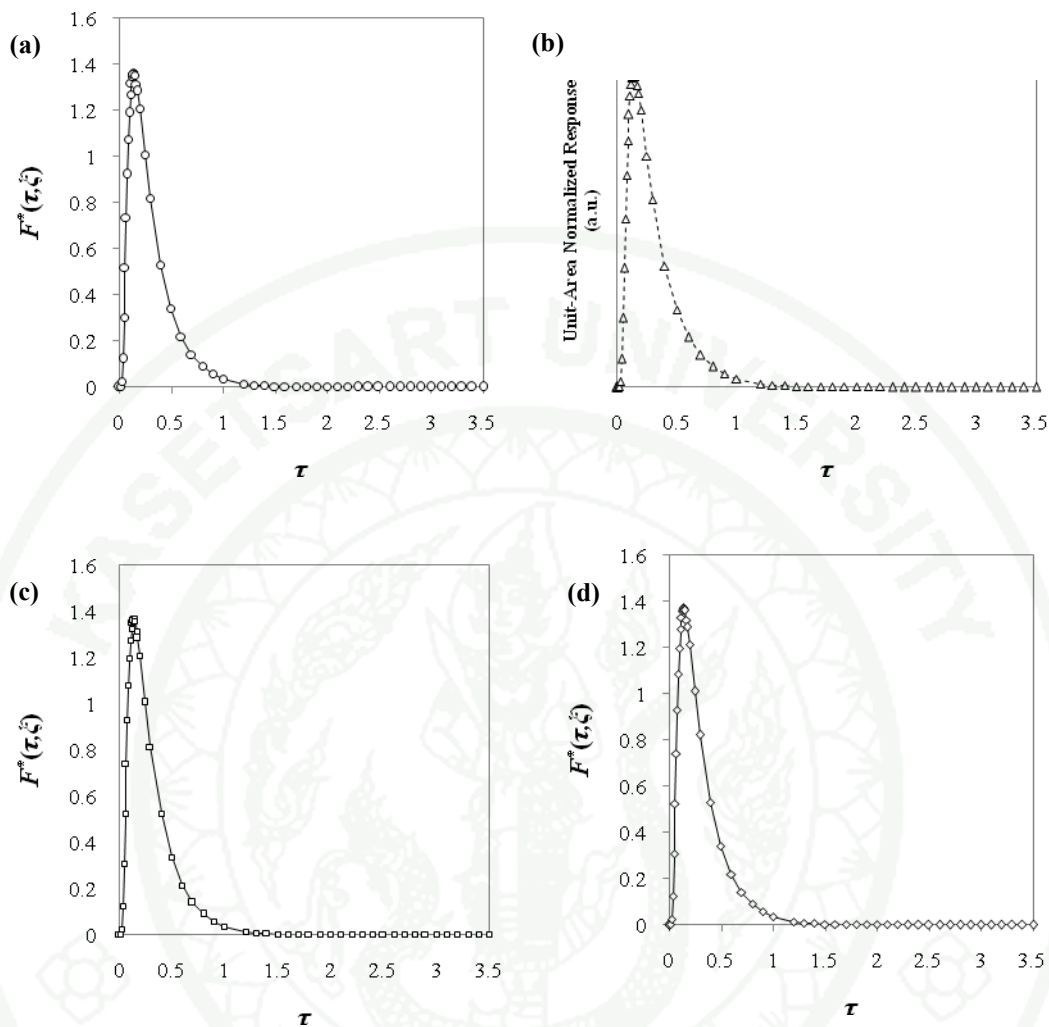 (a)
1.6
1.4
1.2
1
0.8
0.6
0.4
0.2
0
F*(τ,ξ)
0 0.5 1 1.5 2 2.5 3 3.5
τ
(b)
Unit-Area Normalized Response
(a.u.)
0 0.5 1 1.5 2 2.5 3 3.5
τ
(c)
1.6
1.4
1.2
1
0.8
0.6
0.4
0.2
0
F*(τ,ξ)
0 0.5 1 1.5 2 2.5 3 3.5
τ
(d)
1.6
1.4
1.2
1
0.8
0.6
0.4
0.2
0
F*(τ,ξ)
0 0.5 1 1.5 2 2.5 3 3.5
τ
KASETSART UNIVERSITY